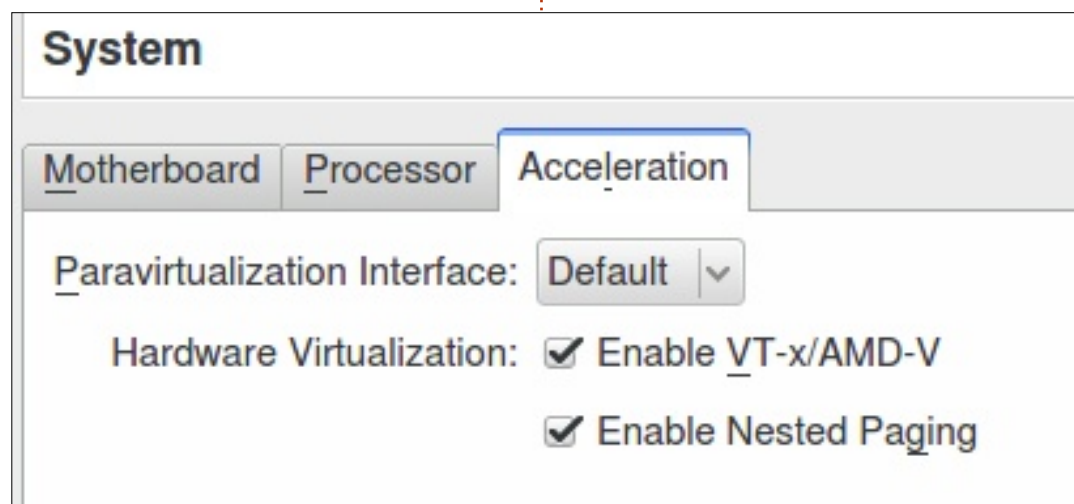 System
Motherboard Processor Acceleration
Paravirtualization Interface: Default
Hardware Virtualization: Enable VT-x/AMD-V
Enable Nested Paging